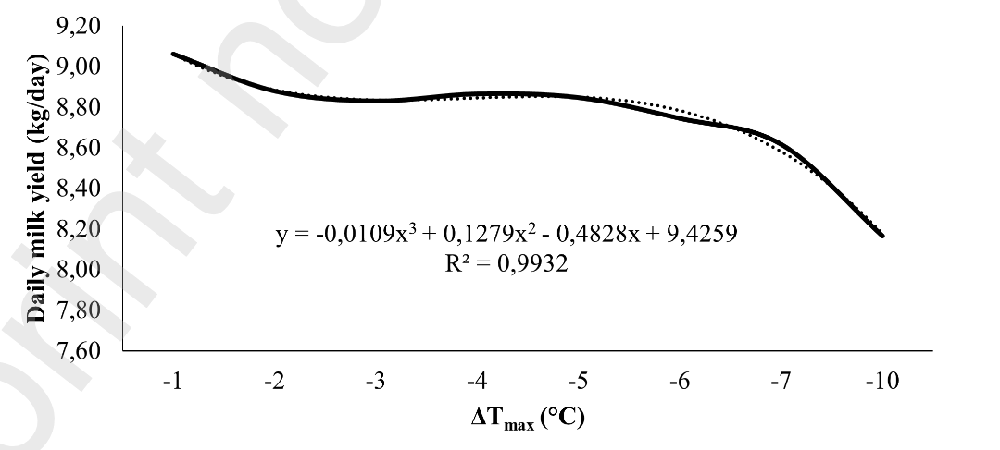 9,20
9,00
8,80
8,60
8,40
8,20
8,00
7,80
7,60
Daily milk yield (kg/day)
y = -0,0109x³ + 0,1279x² - 0,4828x + 9,4259
R² = 0,9932
-1 -2 -3 -4 -5 -6 -7 -10
ΔTmax (°C)
print no